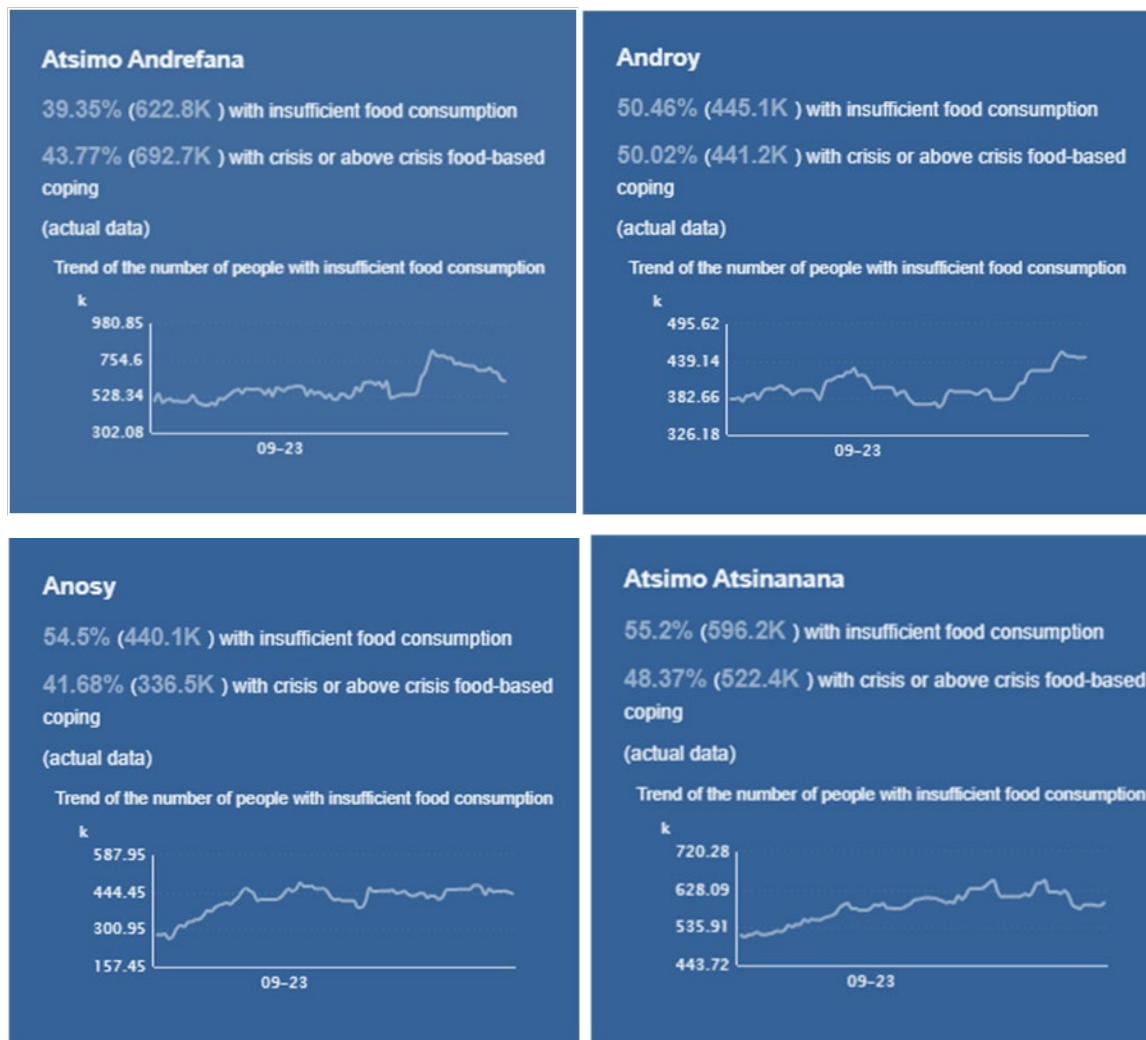 Atsimo Andrefana
39.35% (622.8K ) with insufficient food consumption
43.77% (692.7K ) with crisis or above crisis food-based
coping
(actual data)
Trend of the number of people with insufficient food consumption
k
980.85
754.6
528.34
302.08
09-23
Androy
50.46% (445.1K ) with insufficient food consumption
50.02% (441.2K ) with crisis or above crisis food-based
coping
(actual data)
Trend of the number of people with insufficient food consumption
k
495.62
439.14
382.66
326.18
09-23
Anosy
54.5% (440.1K ) with insufficient food consumption
41.68% (336.5K ) with crisis or above crisis food-based
coping
(actual data)
Trend of the number of people with insufficient food consumption
k
587.95
444.45
300.95
157.45
09-23
Atsimo Atsinanana
55.2% (596.2K ) with insufficient food consumption
48.37% (522.4K ) with crisis or above crisis food-based
coping
(actual data)
Trend of the number of people with insufficient food consumption
k
720.28
628.09
535.91
443.72
09-23